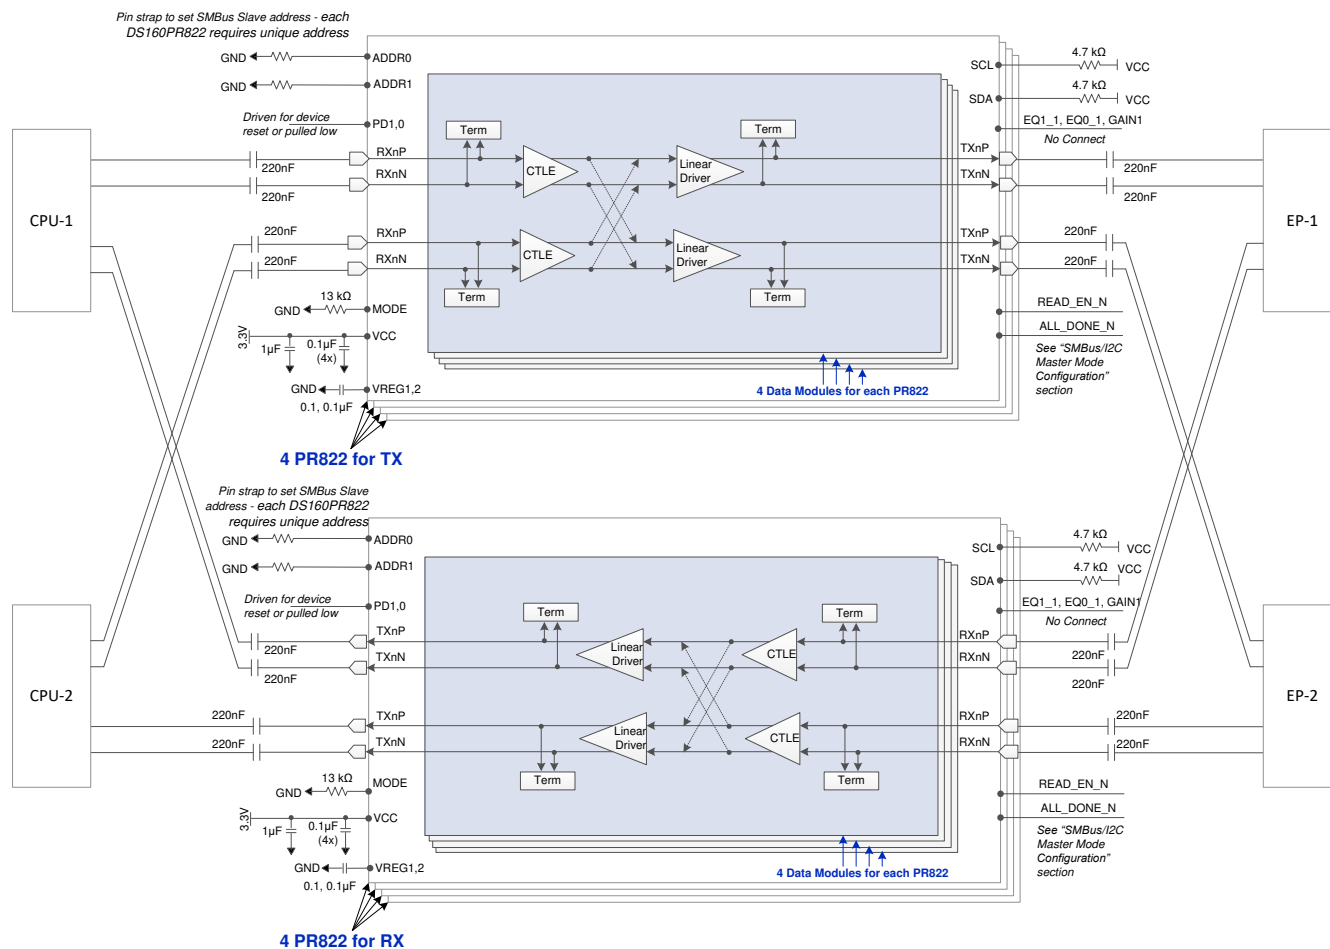 Pin strap to set SMBus Slave address - each
DS160PR822 requires unique address
GND
ADDR0
GND
ADDR1
Driven for device
reset or pulled low
PD1,0
SCL
4.7 kΩ
VCC
SDA
4.7 kΩ
VCC
EQ1_1, EQ0_1, GAIN1
No Connect
CPU-1
220nF
RXnP
220nF
RXnN
Term
CTLE
Linear
Driver
Term
TXnP
220nF
TXnN
220nF
EP-1
220nF
RXnP
220nF
RXnN
Term
CTLE
Linear
Driver
Term
TXnP
220nF
TXnN
220nF
13 kΩ
GND
MODE
3.3V
VCC
1µF
0.1µF
(4x)
GND
VREG1,2
0.1, 0.1µF
READ_EN_N
ALL_DONE_N
See “SMBus/I2C
Master Mode
Configuration”
section
4 Data Modules for each PR822
4 PR822 for TX
Pin strap to set SMBus Slave
address - each DS160PR822
requires unique address
GND
ADDR0
GND
ADDR1
Driven for device
reset or pulled low
PD1,0
SCL
4.7 kΩ
VCC
SDA
4.7 kΩ
VCC
EQ1_1, EQ0_1, GAIN1
No Connect
CPU-2
220nF
TXnP
220nF
TXnN
Term
Linear
Driver
CTLE
Term
RXnP
220nF
RXnN
220nF
EP-2
220nF
TXnP
220nF
TXnN
Term
Linear
Driver
CTLE
Term
RXnP
220nF
RXnN
220nF
13 kΩ
GND
MODE
3.3V
VCC
1µF
0.1µF
(4x)
GND
VREG1,2
0.1, 0.1µF
READ_EN_N
ALL_DONE_N
See “SMBus/I2C
Master Mode
Configuration”
section
4 Data Modules for each PR822
4 PR822 for RX